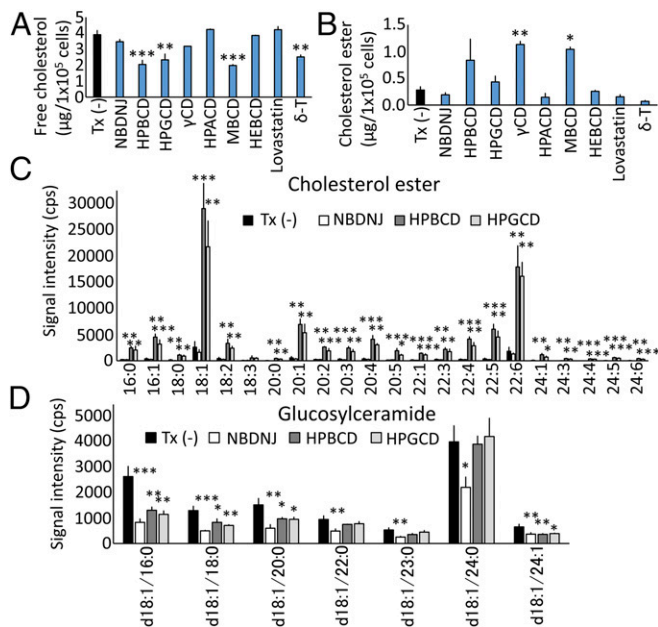 A
Free cholesterol
(μg/1x10⁵ cells)
5
4
3
2
1
0
*** ** *** **
Tx (-) NBDNJ HPBCD HPGCD γCD HPACD MBCD HEBCD Lovastatin δ-T
B
Cholesterol ester
(μg/1x10⁵ cells)
1.5
1.0
0.5
0.0
** *
Tx (-) NBDNJ HPBCD HPGCD γCD HPACD MBCD HEBCD Lovastatin δ-T
C
Cholesterol ester
Tx (-) NBDNJ HPBCD HPGCD
Signal intensity (cps)
30000
25000
20000
15000
10000
5000
0
16:0 16:1 18:0 18:1 18:2 18:3 20:0 20:1 20:2 20:3 20:4 20:5 22:1 22:3 22:4 22:5 22:6 24:1 24:3 24:4 24:5 24:6
D
Glucosylceramide
Tx (-) NBDNJ HPBCD HPGCD
Signal intensity (cps)
5000
4000
3000
2000
1000
0
d18:1/16:0 d18:1/18:0 d18:1/20:0 d18:1/22:0 d18:1/23:0 d18:1/24:0 d18:1/24:1